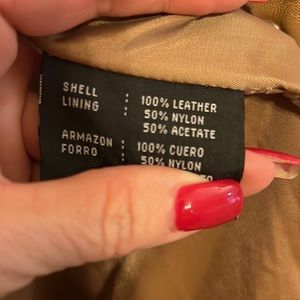 SHELL : 100% LEATHER
LINING : 50% NYLON
50% ACETATE
ARMAZON : 100% CUERO
FORRO : 50% NYLON